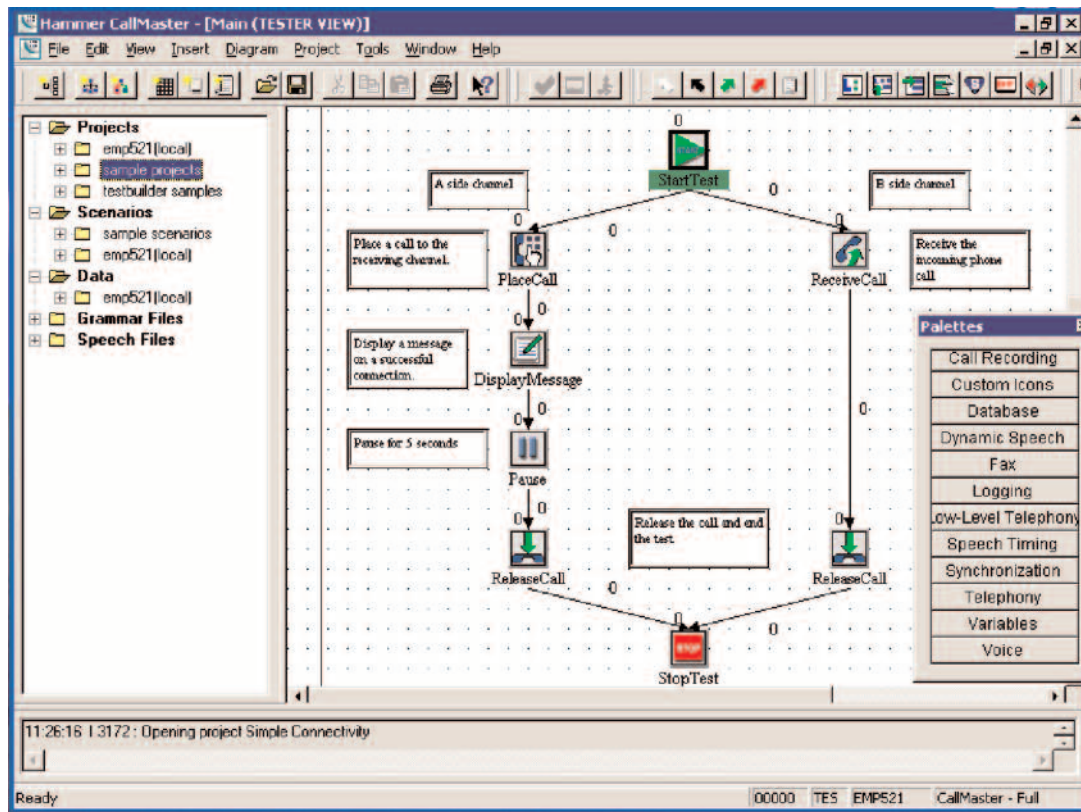 Hammer CallMaster - [Main (TESTER VIEW)]
File Edit View Insert Diagram Project Tools Window Help
Projects
emp521(local)
sample projects
testbuilder samples
Scenarios
sample scenarios
emp521(local)
Data
emp521(local)
Grammar Files
Speech Files
0
StartTest
A side channel
0
B side channel
0
0
0
Place a call to the
receiving channel.
PlaceCall
ReceiveCall
Receive the
incoming phone
call
0
0
Display a message
on a successful
connection.
DisplayMessage
0
0
0
Pause for 5 seconds
Pause
0
0
0
Release the call and end
the test
ReleaseCall
ReleaseCall
0
0
0
STOP
StopTest
Palettes
Call Recording
Custom Icons
Database
Dynamic Speech
Fax
Logging
Low-Level Telephony
Speech Timing
Synchronization
Telephony
Variables
Voice
11:26:16 I 3172 : Opening project Simple Connectivity
Ready
00000 TES EMP521 CallMaster - Full